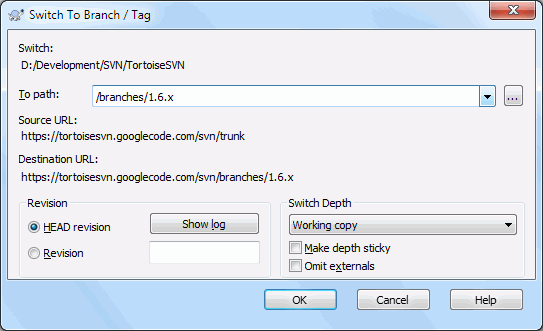 Switch To Branch / Tag
Switch:
D:/Development/SVN/TortoiseSVN
To path:
/branches/1.6.x
...
Source URL:
https://tortoisesvn.googlecode.com/svn/trunk
Destination URL:
https://tortoisesvn.googlecode.com/svn/branches/1.6.x
Revision
HEAD revision
Show log
Revision
Switch Depth
Working copy
Make depth sticky
Omit externals
OK
Cancel
Help